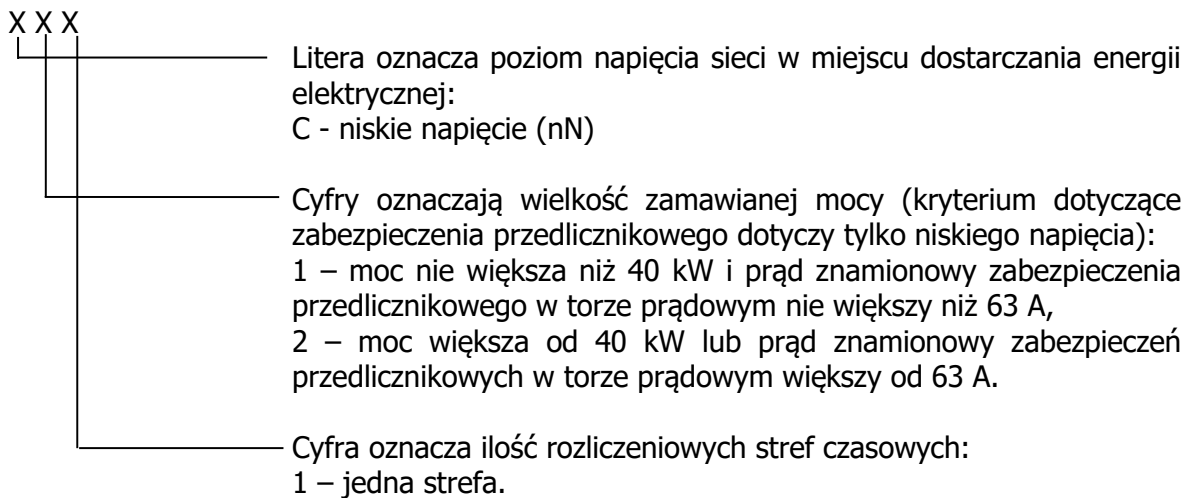 X X X
Litera oznacza poziom napięcia sieci w miejscu dostarczania energii
elektrycznej:
C - niskie napięcie (nN)
Cyfry oznaczają wielkość zamawianej mocy (kryterium dotyczące
zabezpieczenia przedlicznikowego dotyczy tylko niskiego napięcia):
1 – moc nie większa niż 40 kW i prąd znamionowy zabezpieczenia
przedlicznikowego w torze prądowym nie większy niż 63 A,
2 – moc większa od 40 kW lub prąd znamionowy zabezpieczeń
przedlicznikowych w torze prądowym większy od 63 A.
Cyfra oznacza ilość rozliczeniowych stref czasowych:
1 – jedna strefa.